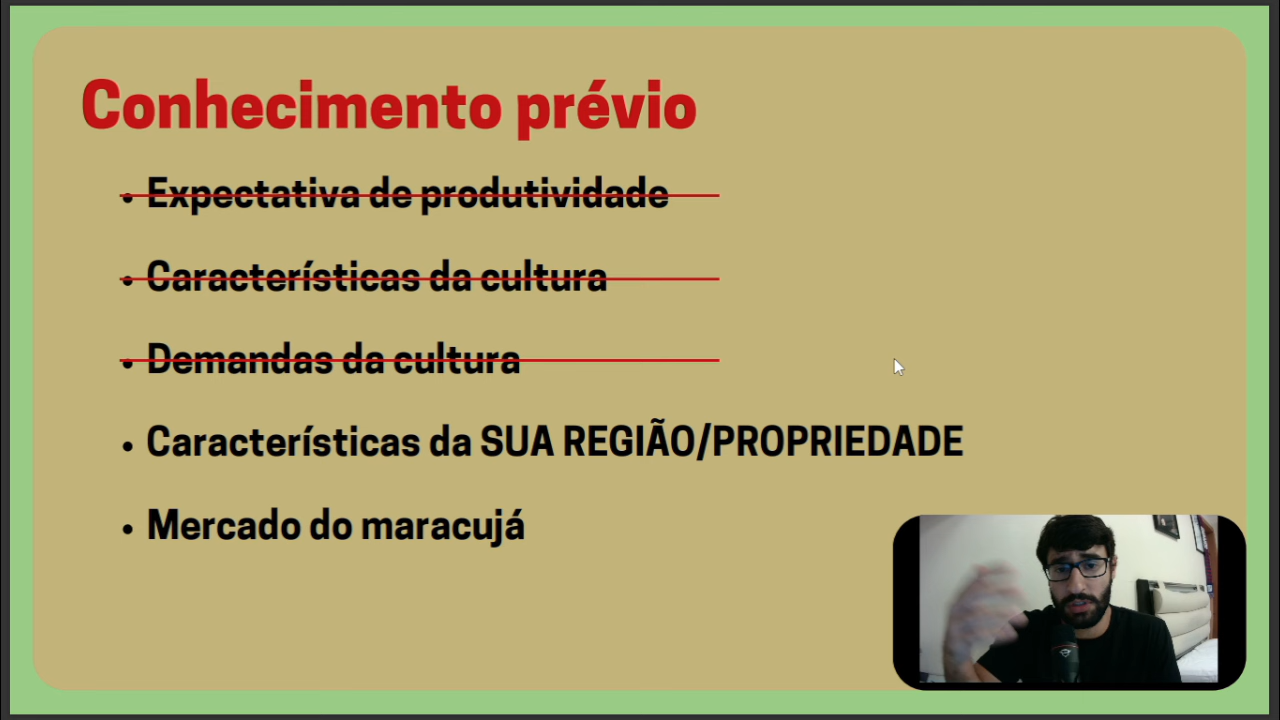 Conhecimento prévio
• Expectativa de produtividade
• Características da cultura
• Demandas da cultura
• Características da SUA REGIÃO/PROPRIEDADE
• Mercado do maracujá